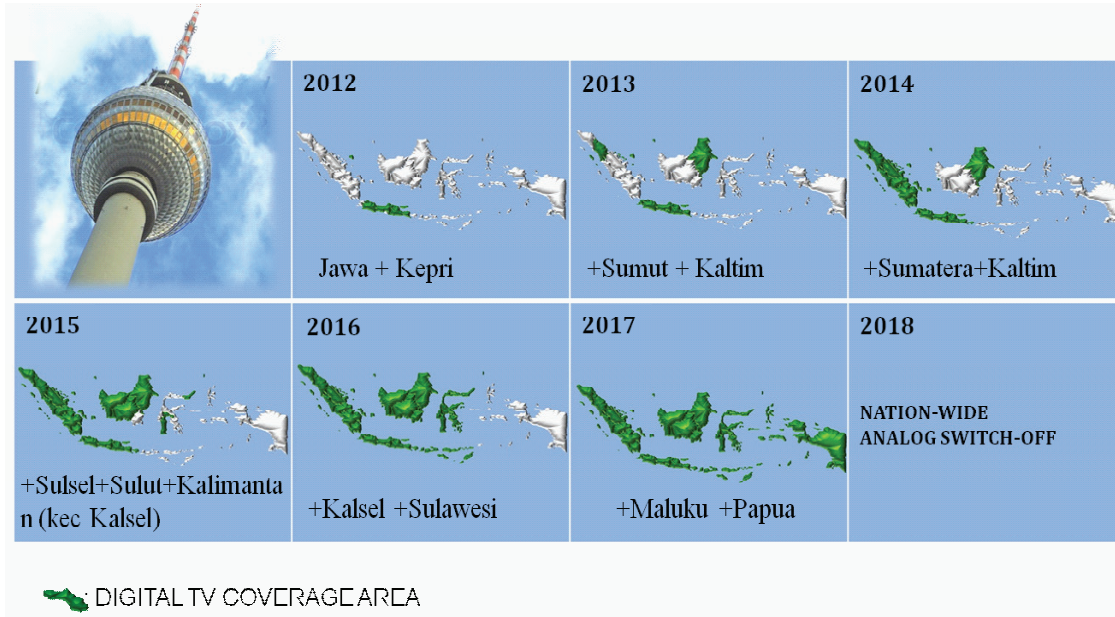 2012
Jawa + Kepri
2013
+Sumut + Kaltim
2014
+Sumatera+Kaltim
2015
+Sulsel+Sulut+Kalimanta
n (kec Kalsel)
2016
+Kalsel +Sulawesi
2017
+Maluku +Papua
2018
NATION-WIDE
ANALOG SWITCH-OFF
: DIGITAL TV COVERAGE AREA